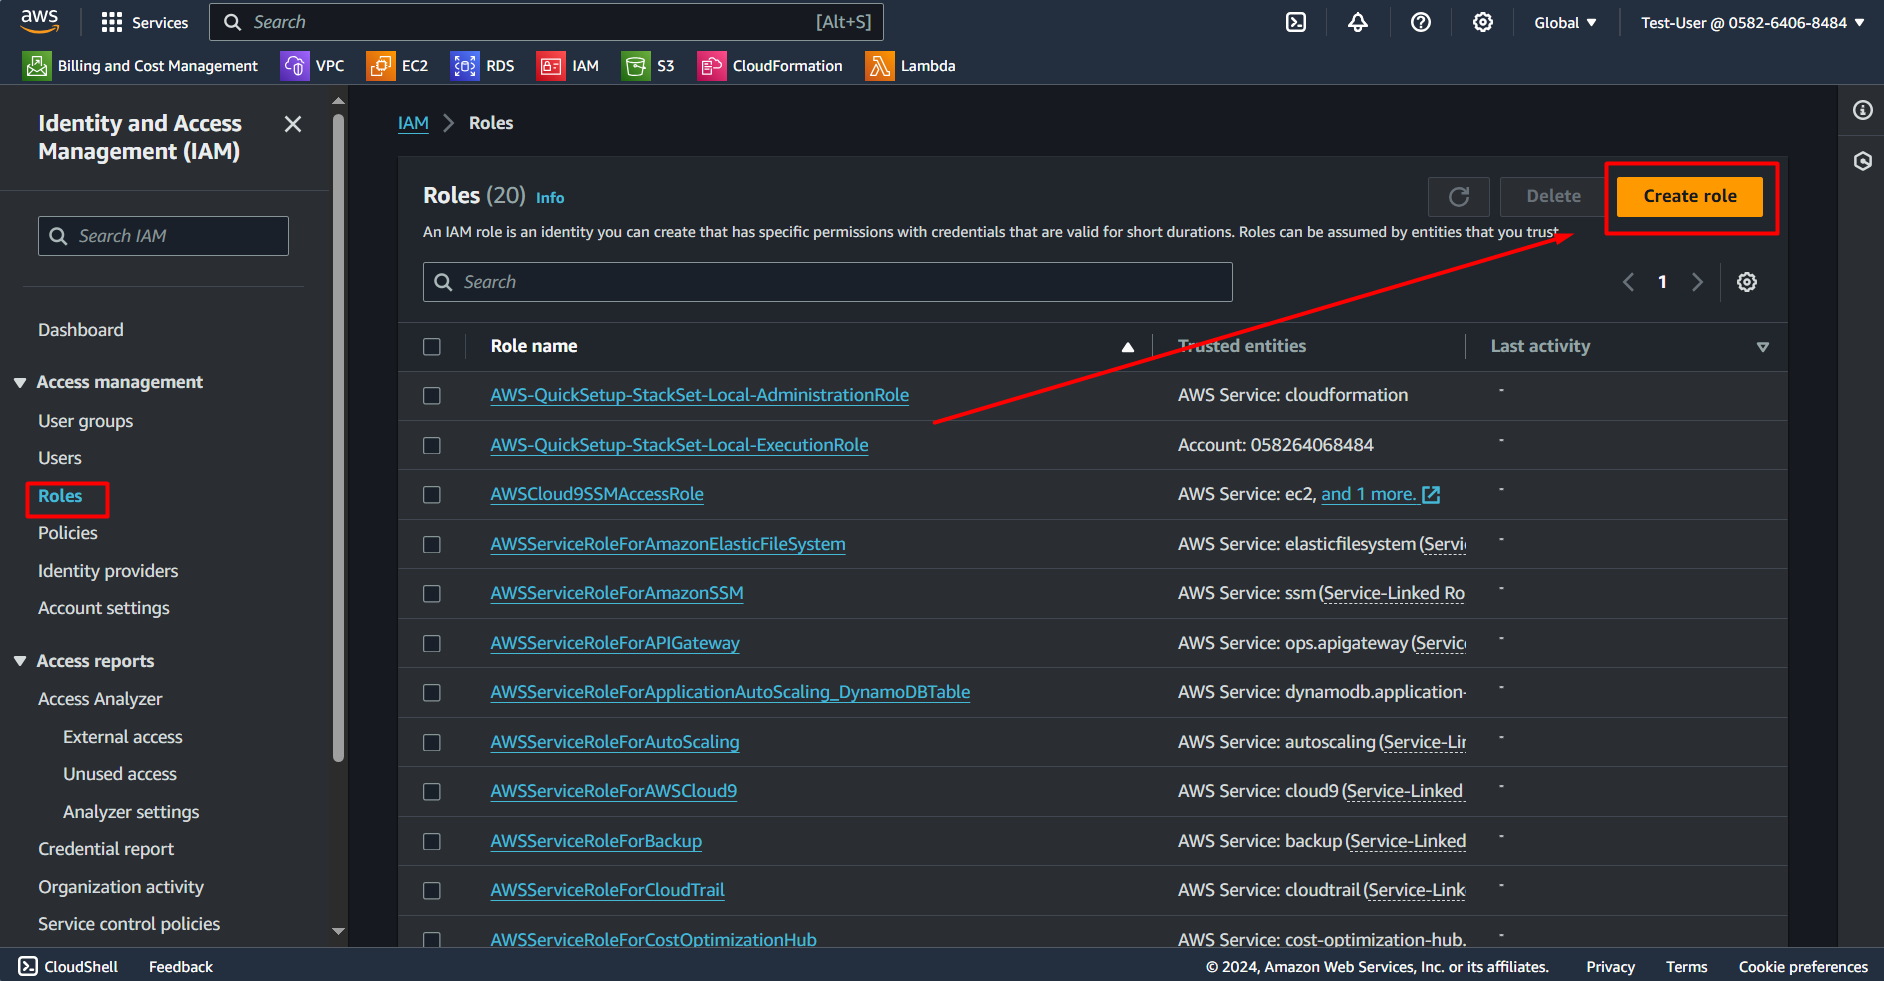 aws
Services
Search
[Alt+S]
Global
Test-User @ 0582-6406-8484
Billing and Cost Management
VPC
EC2
RDS
IAM
S3
CloudFormation
Lambda
Identity and Access
Management (IAM)
Search IAM
Dashboard
Access management
User groups
Users
Roles
Policies
Identity providers
Account settings
Access reports
Access Analyzer
External access
Unused access
Analyzer settings
Credential report
Organization activity
Service control policies
IAM > Roles
Roles (20) Info
Delete
Create role
An IAM role is an identity you can create that has specific permissions with credentials that are valid for short durations. Roles can be assumed by entities that you trust.
Search
1
Role name Trusted entities Last activity
AWS-QuickSetup-StackSet-Local-AdministrationRole AWS Service: cloudformation -
AWS-QuickSetup-StackSet-Local-ExecutionRole Account: 058264068484 -
AWSCloud9SSMAccessRole AWS Service: ec2, and 1 more. -
AWSServiceRoleForAmazonElasticFileSystem AWS Service: elasticfilesystem (Servi -
AWSServiceRoleForAmazonSSM AWS Service: ssm (Service-Linked Ro -
AWSServiceRoleForAPIGateway AWS Service: ops.apigateway (Servic -
AWSServiceRoleForApplicationAutoScaling_DynamoDBTable AWS Service: dynamodb.application- -
AWSServiceRoleForAutoScaling AWS Service: autoscaling (Service-Li -
AWSServiceRoleForAWSCloud9 AWS Service: cloud9 (Service-Linked -
AWSServiceRoleForBackup AWS Service: backup (Service-Linked -
AWSServiceRoleForCloudTrail AWS Service: cloudtrail (Service-Link -
AWSServiceRoleForCostOptimizationHub AWS Service: cost-optimization-hub. -
CloudShell
Feedback
© 2024, Amazon Web Services, Inc. or its affiliates.
Privacy
Terms
Cookie preferences